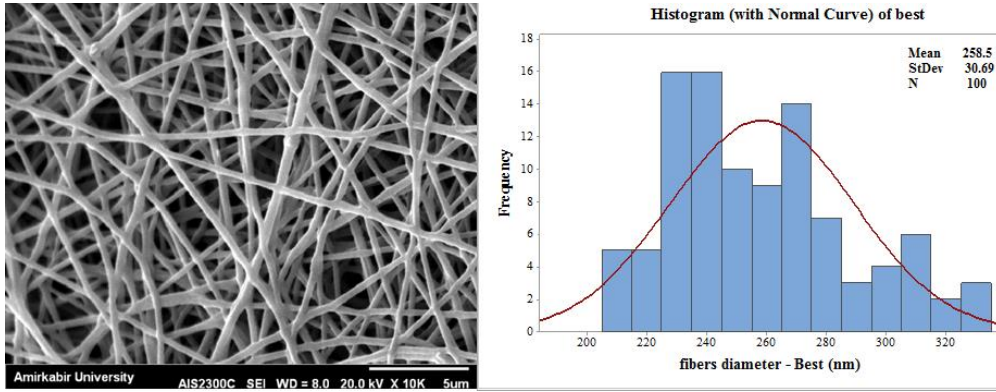 Amirkabir University
AIS2300C SEI WD = 8.0 20.0 kV X 10K 5um
Histogram (with Normal Curve) of best
Mean 258.5
StDev 30.69
N 100
Frequency
18
16
14
12
10
8
6
4
2
0
200 220 240 260 280 300 320
fibers diameter - Best (nm)